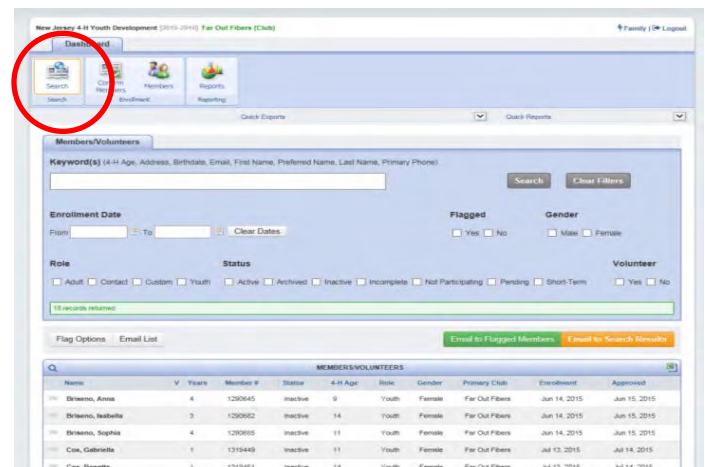 New Jersey 4-H Youth Development [2015-2016] Far Out Fibers (Club) Family | Logout
Dashboard
Search Confirm Members Members Reports
Search Enrollment Reporting
Quick Exports Quick Reports
Members/Volunteers
Keyword(s) (4-H Age, Address, Birthdate, Email, First Name, Preferred Name, Last Name, Primary Phone)
Search Clear Filters
Enrollment Date Flagged Gender
From To Clear Dates Yes No Male Female
Role Status Volunteer
Adult Contact Custom Youth Active Archived Inactive Incomplete Not Participating Pending Short-Term Yes No
records returned
Flag Options Email List Email to Flagged Members Email to Search Results
MEMBERS/VOLUNTEERS
Name V Years Member # Status 4-H Age Role Gender Primary Club Enrollment Approved
Briseno, Anna 4 1290645 Inactive 9 Youth Female Far Out Fibers Jun 14, 2015 Jun 15, 2015
Briseno, Isabella 3 1290682 Inactive 14 Youth Female Far Out Fibers Jun 14, 2015 Jun 15, 2015
Briseno, Sophia 4 Inactive 11 Youth Female Far Out Fibers Jun 14, 2015 Jun 15, 2015
Cox, Gabriella 1 1319449 Inactive 11 Youth Female Far Out Fibers Jul 13, 2015 Jul 14, 2015